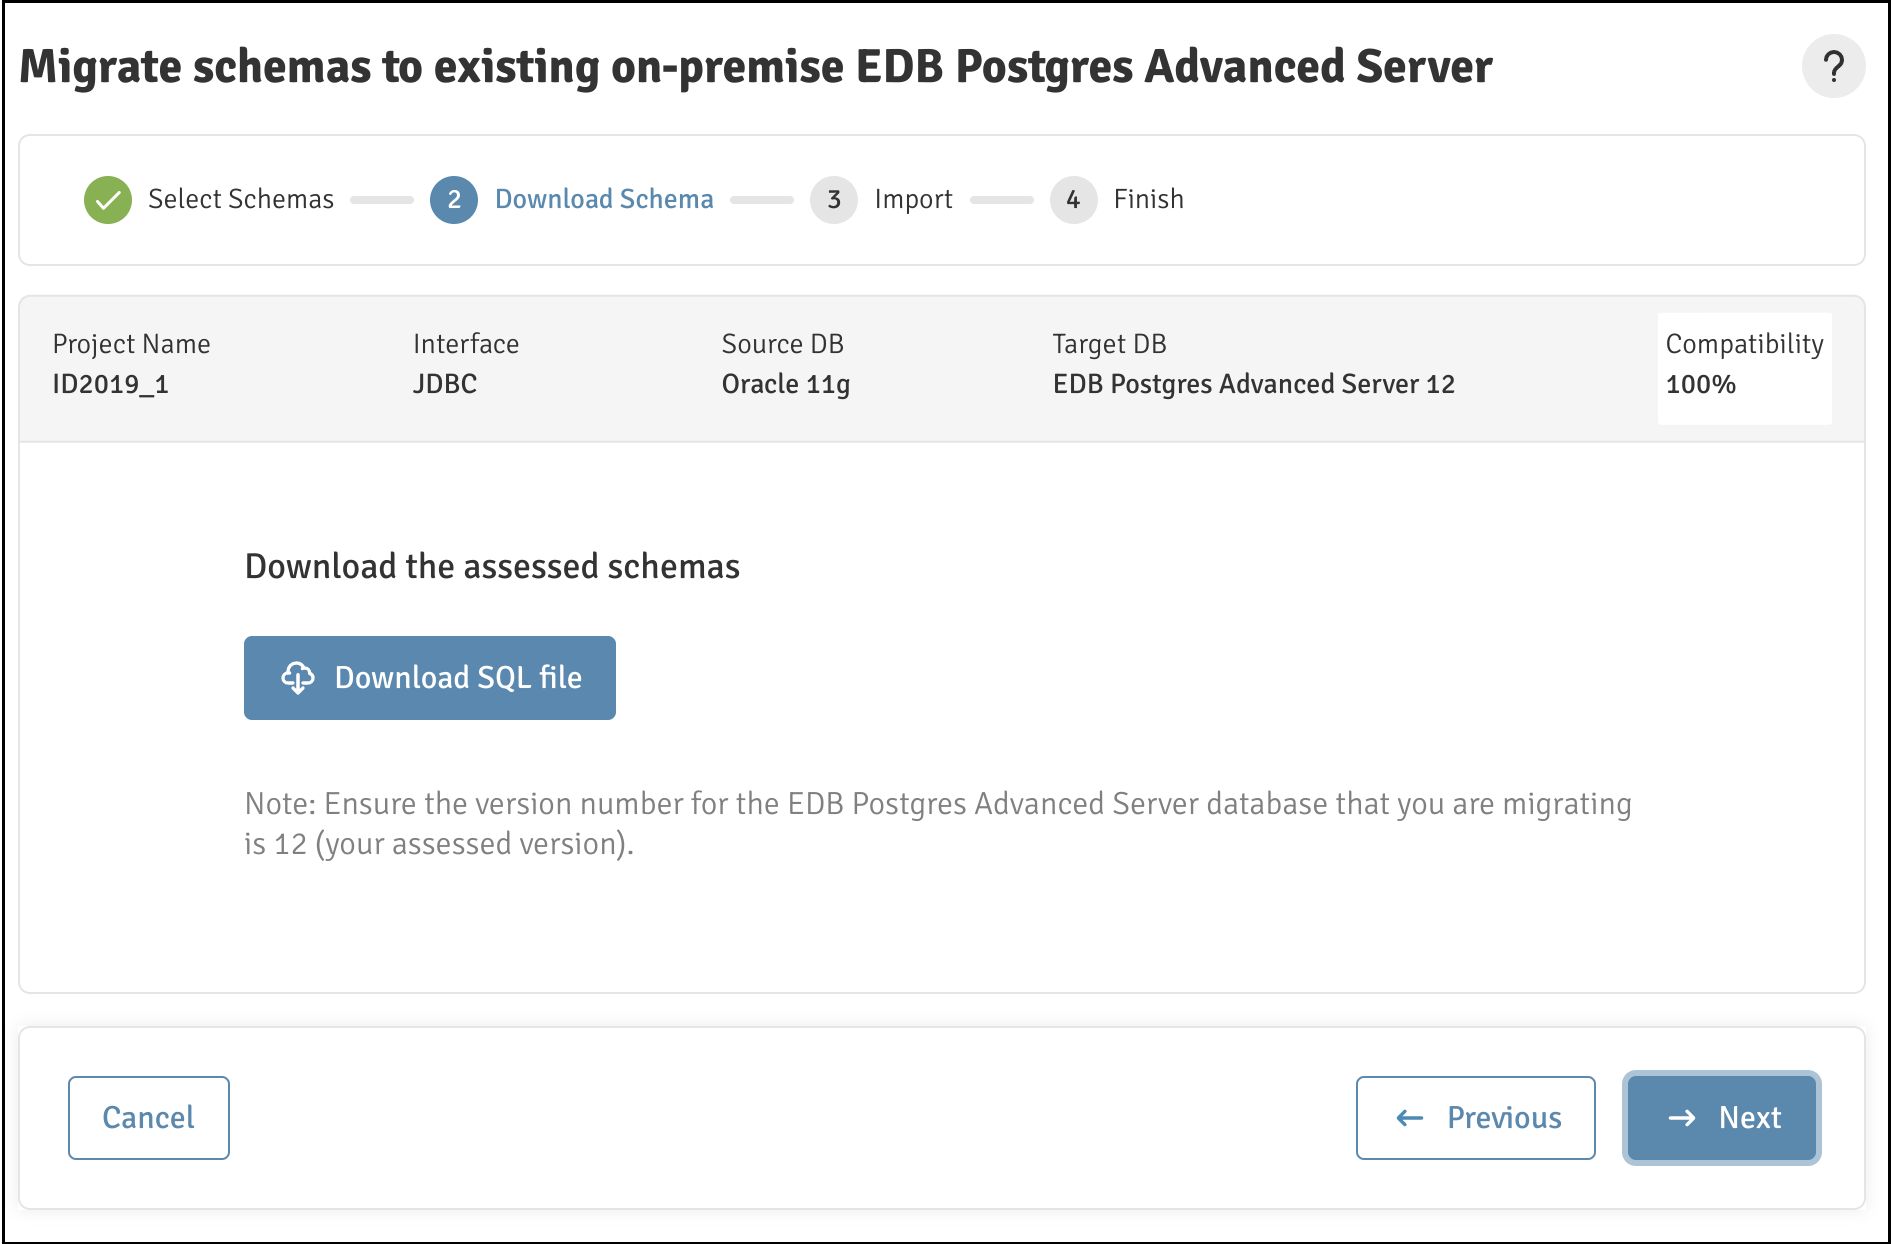 Migrate schemas to existing on-premise EDB Postgres Advanced Server
?
Select Schemas
2 Download Schema
3 Import
4 Finish
Project Name
ID2019_1
Interface
JDBC
Source DB
Oracle 11g
Target DB
EDB Postgres Advanced Server 12
Compatibility
100%
Download the assessed schemas
Download SQL file
Note: Ensure the version number for the EDB Postgres Advanced Server database that you are migrating
is 12 (your assessed version).
Cancel
Previous
Next